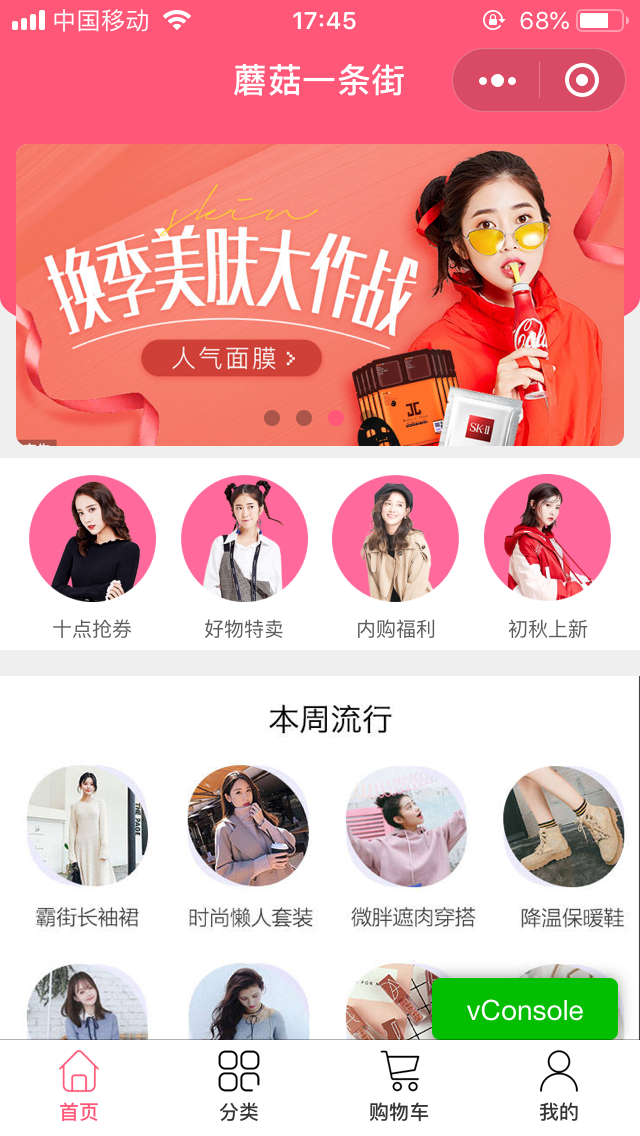 中国移动 17:45 68%
蘑菇一条街
skin
换季美肤大作战
人气面膜
Cola
SK-II
十点抢券 好物特卖 内购福利 初秋上新
本周流行
霸街长袖裙 时尚懒人套装 微胖遮肉穿搭 降温保暖鞋
vConsole
首页 分类 购物车 我的